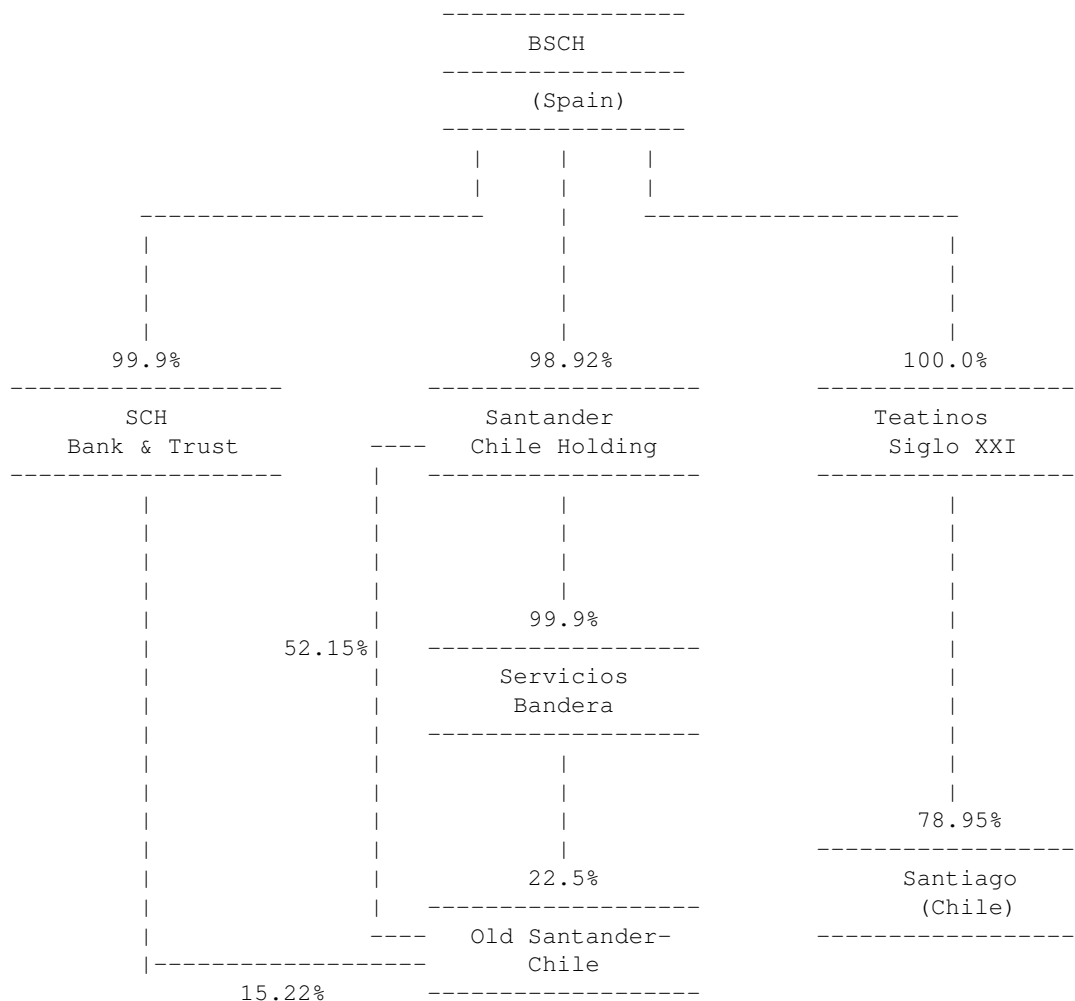 BSCH
(Spain)
99.9% 98.92% 100.0%
SCH Santander Teatinos
Bank & Trust Chile Holding Siglo XXI
99.9%
52.15%
Servicios
Bandera
78.95%
22.5% Santiago
(Chile)
Old Santander-
Chile
15.22%